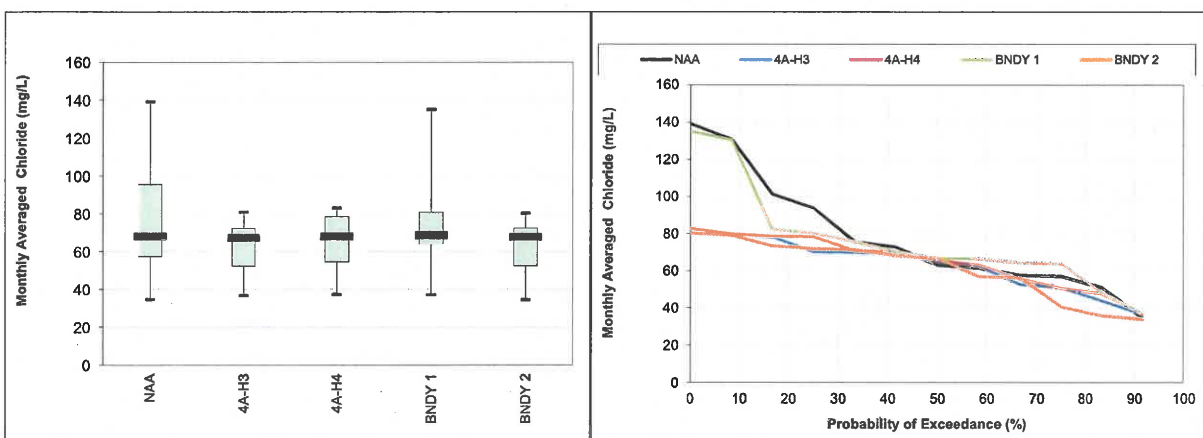 Monthly Averaged Chloride (mg/L)
160
140
120
100
80
60
40
20
0
NAA
4A-H3
4A-H4
BNDY 1
BNDY 2
NAA 4A-H3 4A-H4 BNDY 1 BNDY 2
Monthly Averaged Chloride (mg/L)
160
140
120
100
80
60
40
20
0
0 10 20 30 40 50 60 70 80 90 100
Probability of Exceedance (%)